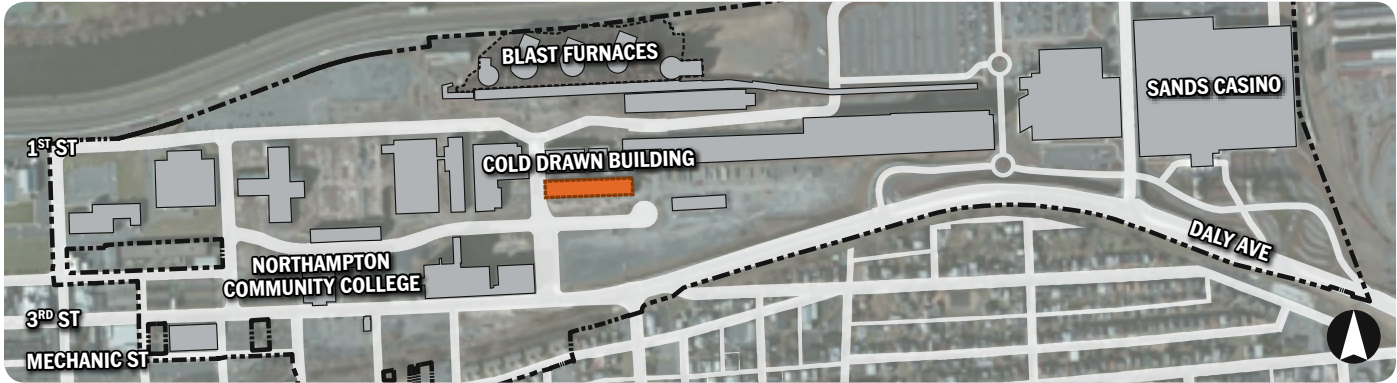 BLAST FURNACES
SANDS CASINO
1ST ST
COLD DRAWN BUILDING
DALY AVE
NORTHAMPTON
COMMUNITY COLLEGE
3RD ST
MECHANIC ST